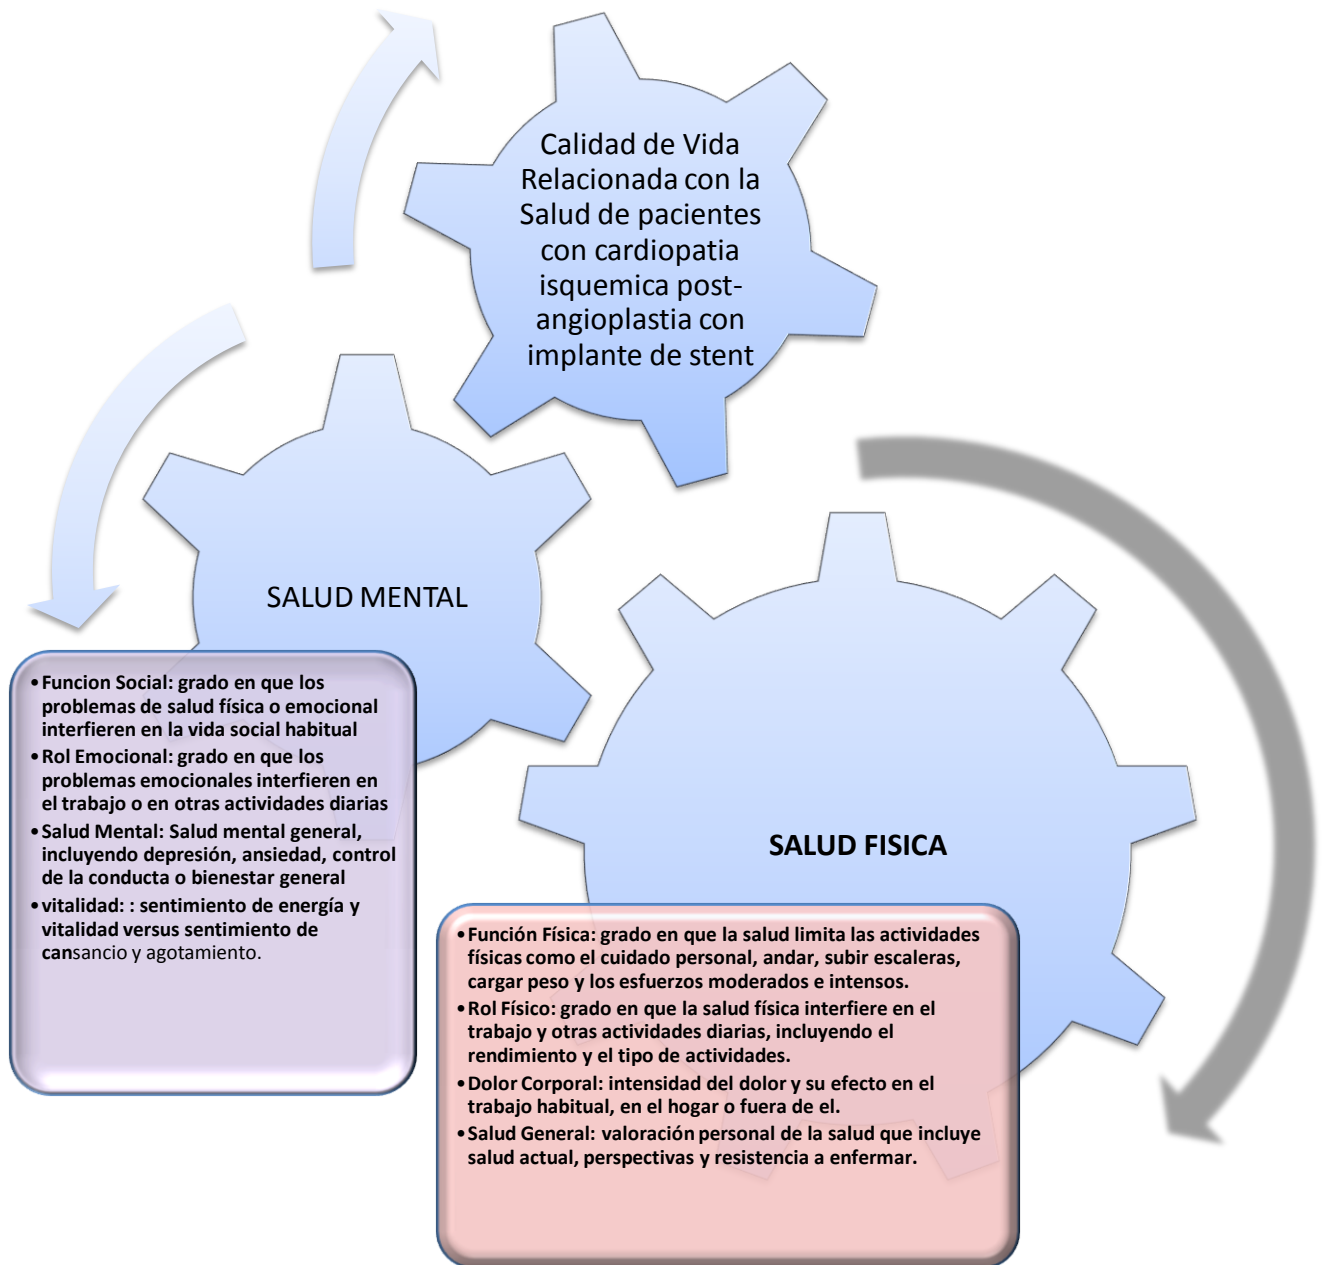 Calidad de Vida
Relacionada con la
Salud de pacientes
con cardiopatia
isquemica post-
angioplastia con
implante de stent
SALUD MENTAL
•Funcion Social: grado en que los
problemas de salud física o emocional
interfieren en la vida social habitual
•Rol Emocional: grado en que los
problemas emocionales interfieren en
el trabajo o en otras actividades diarias
•Salud Mental: Salud mental general,
incluyendo depresión, ansiedad, control
de la conducta o bienestar general
•vitalidad: : sentimiento de energía y
vitalidad versus sentimiento de
cansancio y agotamiento.
SALUD FISICA
•Función Física: grado en que la salud limita las actividades
físicas como el cuidado personal, andar, subir escaleras,
cargar peso y los esfuerzos moderados e intensos.
•Rol Físico: grado en que la salud física interfiere en el
trabajo y otras actividades diarias, incluyendo el
rendimiento y el tipo de actividades.
•Dolor Corporal: intensidad del dolor y su efecto en el
trabajo habitual, en el hogar o fuera de el.
•Salud General: valoración personal de la salud que incluye
salud actual, perspectivas y resistencia a enfermar.